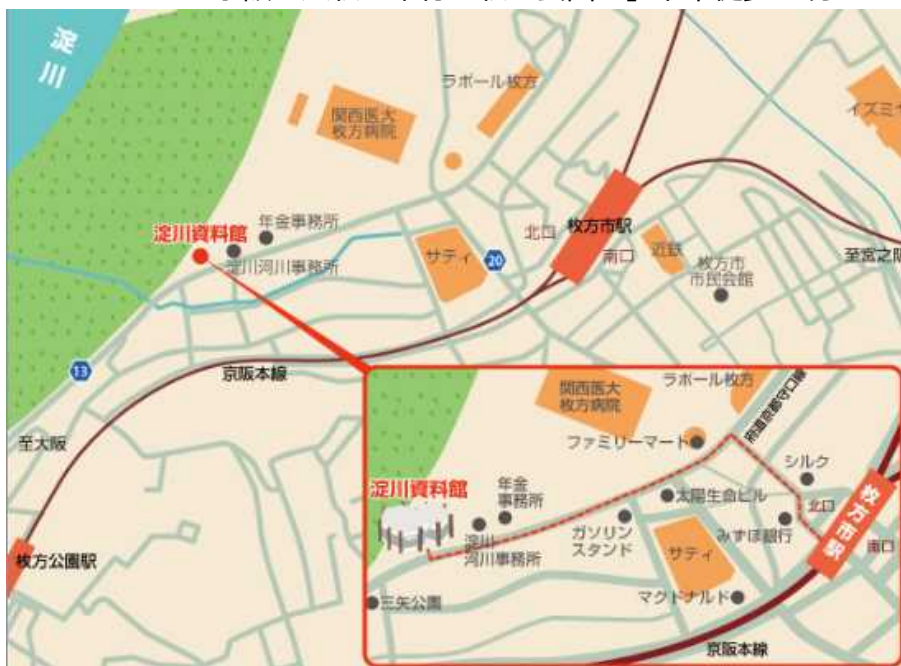 淀川
ラポール枚方
関西医大
枚方病院
年金事務所
淀川資料館
淀川河川事務所
サティ
20
北口
枚方市駅
南口
近鉄
枚方市
市民会館
13
京阪本線
至大阪
枚方公園駅
関西医大
枚方病院
ラポール枚方
府道京都守口線
ファミリーマート
シルク
淀川資料館
年金
事務所
太陽生命ビル
北口
枚方市駅
淀川
河川事務所
ガソリン
スタンド
みずほ銀行
サティ
南口
三矢公園
マクドナルド
京阪本線